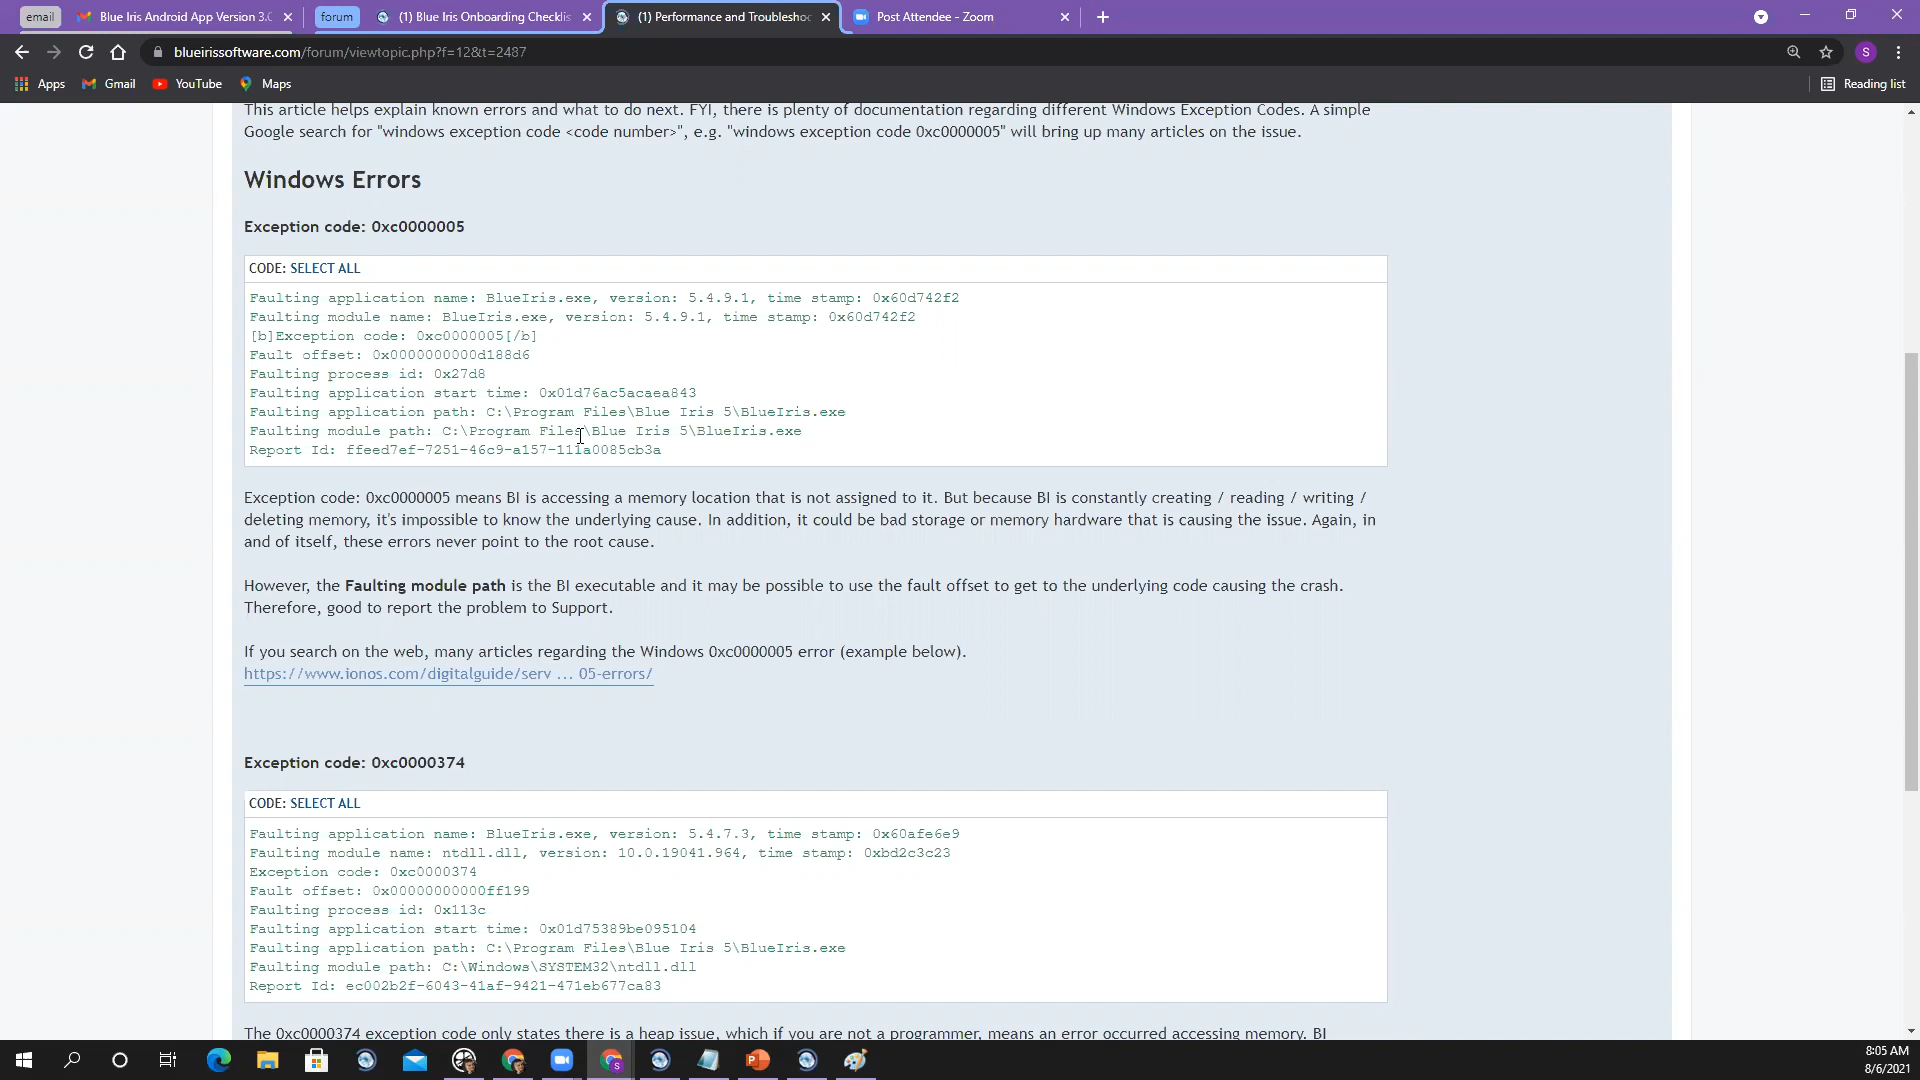 email
Blue Iris Android App Version 3.0
forum
(1) Blue Iris Onboarding Checklis
(1) Performance and Troubleshoo
Post Attendee - Zoom
blueirissoftware.com/forum/viewtopic.php?f=12&t=2487
S
Apps
Gmail
YouTube
Maps
Reading list
This article helps explain known errors and what to do next. FYI, there is plenty of documentation regarding different Windows Exception Codes. A simple
Google search for "windows exception code <code number>", e.g. "windows exception code 0xc0000005" will bring up many articles on the issue.
Windows Errors
Exception code: 0xc0000005
CODE: SELECT ALL
Faulting application name: BlueIris.exe, version: 5.4.9.1, time stamp: 0x60d742f2
Faulting module name: BlueIris.exe, version: 5.4.9.1, time stamp: 0x60d742f2
[b]Exception code: 0xc0000005[/b]
Fault offset: 0x0000000000d188d6
Faulting process id: 0x27d8
Faulting application start time: 0x01d76ac5acaea843
Faulting application path: C:\Program Files\Blue Iris 5\BlueIris.exe
Faulting module path: C:\Program Files\Blue Iris 5\BlueIris.exe
Report Id: ffeed7ef-7251-46c9-a157-111a0085cb3a
Exception code: 0xc0000005 means BI is accessing a memory location that is not assigned to it. But because BI is constantly creating / reading / writing /
deleting memory, it's impossible to know the underlying cause. In addition, it could be bad storage or memory hardware that is causing the issue. Again, in
and of itself, these errors never point to the root cause.
However, the Faulting module path is the BI executable and it may be possible to use the fault offset to get to the underlying code causing the crash.
Therefore, good to report the problem to Support.
If you search on the web, many articles regarding the Windows 0xc0000005 error (example below).
https://www.ionos.com/digitalguide/serv ... 05-errors/
Exception code: 0xc0000374
CODE: SELECT ALL
Faulting application name: BlueIris.exe, version: 5.4.7.3, time stamp: 0x60afe6e9
Faulting module name: ntdll.dll, version: 10.0.19041.964, time stamp: 0xbd2c3c23
Exception code: 0xc0000374
Fault offset: 0x00000000000ff199
Faulting process id: 0x113c
Faulting application start time: 0x01d75389be095104
Faulting application path: C:\Program Files\Blue Iris 5\BlueIris.exe
Faulting module path: C:\Windows\SYSTEM32\ntdll.dll
Report Id: ec002b2f-6043-41af-9421-471eb677ca83
The 0xc0000374 exception code only states there is a heap issue, which if you are not a programmer, means an error occurred accessing memory. BI
8:05 AM
8/6/2021